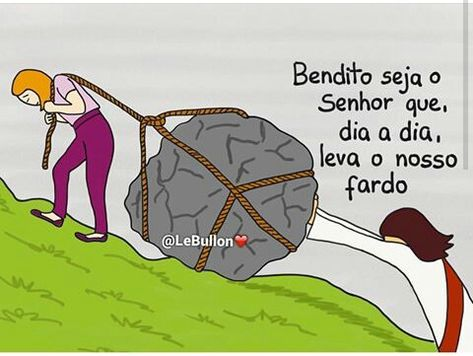 Bendito seja o
Senhor que,
dia a dia,
leva o nosso
fardo
@LeBullon❤️